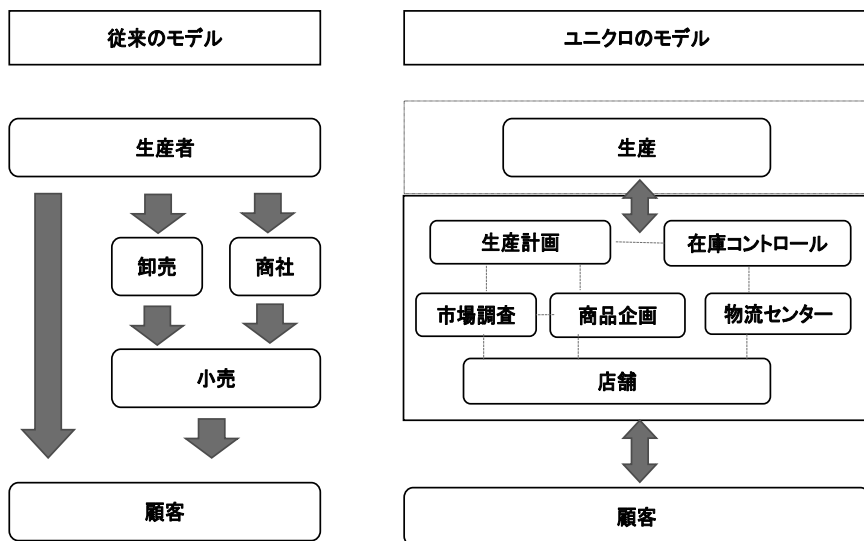 従来のモデル
ユニクロのモデル
生産者
生産
卸売
商社
生産計画
在庫コントロール
市場調査
商品企画
物流センター
小売
店舗
顧客
顧客